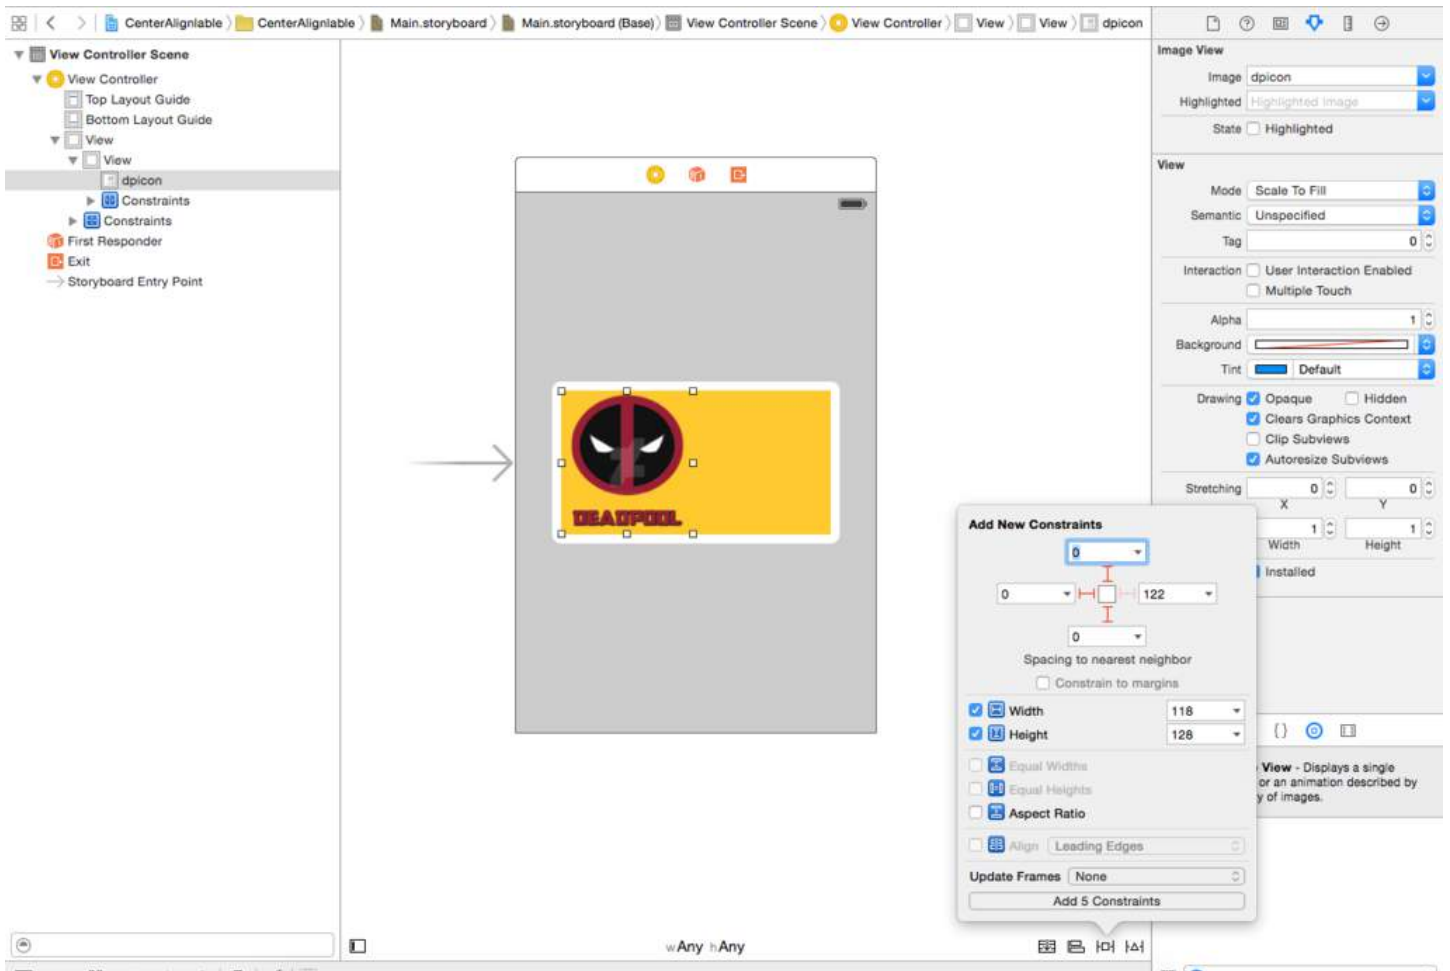 CenterAlignlable CenterAlignlable Main.storyboard Main.storyboard (Base) View Controller Scene View Controller View View dpicon
View Controller Scene
View Controller
Top Layout Guide
Bottom Layout Guide
View
View
dpicon
Constraints
Constraints
First Responder
Exit
Storyboard Entry Point
DEADPOOL
wAny hAny
Add New Constraints
0
0 122
0
Spacing to nearest neighbor
Constrain to margins
Width 118
Height 128
Equal Widths
Equal Heights
Aspect Ratio
Align Leading Edges
Update Frames None
Add 5 Constraints
Image View
Image dpicon
Highlighted Highlighted Image
State Highlighted
View
Mode Scale To Fill
Semantic Unspecified
Tag 0
Interaction User Interaction Enabled
Multiple Touch
Alpha 1
Background
Tint Default
Drawing Opaque Hidden
Clears Graphics Context
Clip Subviews
Autoresize Subviews
Stretching 0 0
X Y
1 1
Width Height
Installed
{}
View - Displays a single
or an animation described by
y of images.